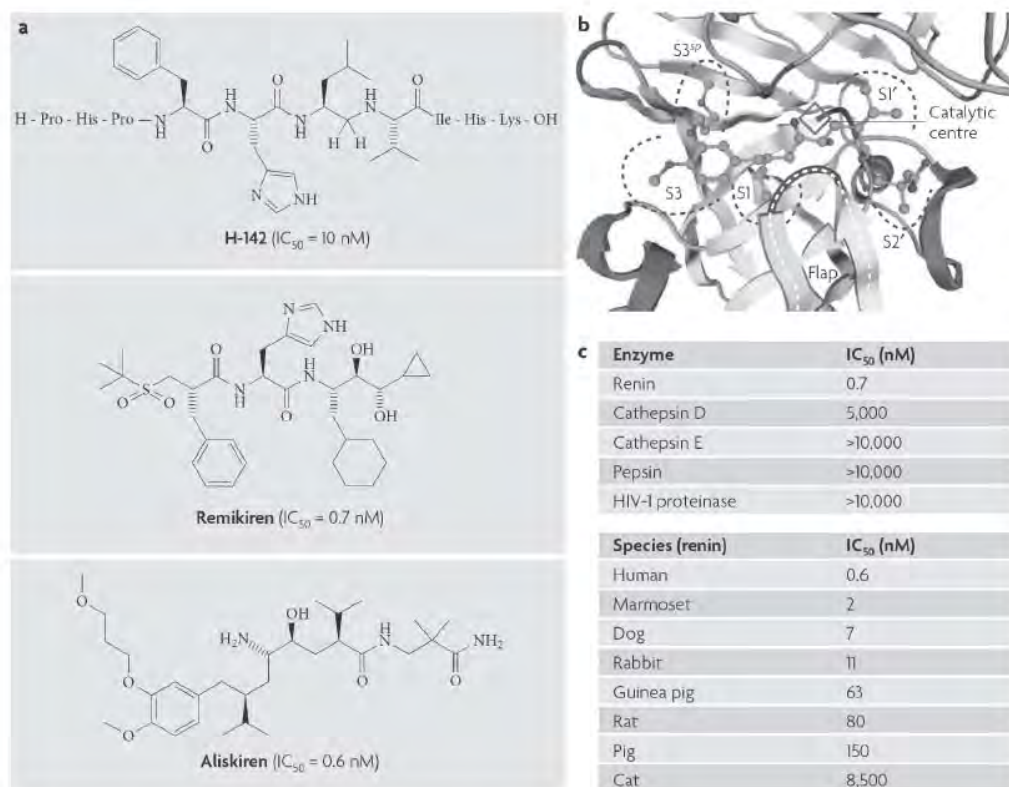 a
H - Pro - His - Pro
N
H
O
H
N
O
N
H
O
H
N
H H
O
Ile - His - Lys - OH
N
NH
H-142 (IC50 = 10 nM)
N
NH
O
S
O O
N
H
H
N
O
OH
OH
Remikiren (IC50 = 0.7 nM)
O
O
O
H2N
OH
O
H
N
O
NH2
Aliskiren (IC50 = 0.6 nM)
b
S3sp
S1′
Catalytic
centre
S3
S1
S2′
Flap
c
Enzyme IC50 (nM)
Renin 0.7
Cathepsin D 5,000
Cathepsin E >10,000
Pepsin >10,000
HIV-1 proteinase >10,000
Species (renin) IC50 (nM)
Human 0.6
Marmoset 2
Dog 7
Rabbit 11
Guinea pig 63
Rat 80
Pig 150
Cat 8,500